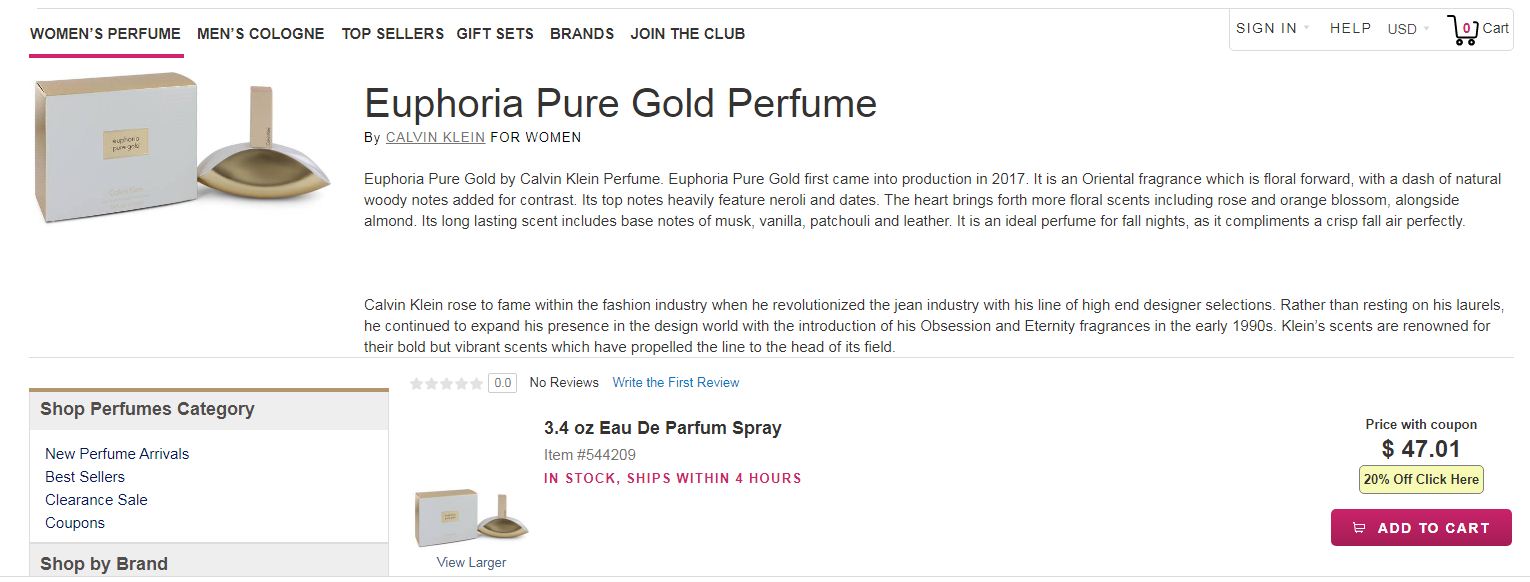 WOMEN'S PERFUME MEN'S COLOGNE TOP SELLERS GIFT SETS BRANDS JOIN THE CLUB
SIGN IN HELP USD 0 Cart
euphoria
pure gold
Calvin Klein
Euphoria Pure Gold Perfume
By CALVIN KLEIN FOR WOMEN
Euphoria Pure Gold by Calvin Klein Perfume. Euphoria Pure Gold first came into production in 2017. It is an Oriental fragrance which is floral forward, with a dash of natural
woody notes added for contrast. Its top notes heavily feature neroli and dates. The heart brings forth more floral scents including rose and orange blossom, alongside
almond. Its long lasting scent includes base notes of musk, vanilla, patchouli and leather. It is an ideal perfume for fall nights, as it compliments a crisp fall air perfectly.
Calvin Klein rose to fame within the fashion industry when he revolutionized the jean industry with his line of high end designer selections. Rather than resting on his laurels,
he continued to expand his presence in the design world with the introduction of his Obsession and Eternity fragrances in the early 1990s. Klein's scents are renowned for
their bold but vibrant scents which have propelled the line to the head of its field.
Shop Perfumes Category
New Perfume Arrivals
Best Sellers
Clearance Sale
Coupons
Shop by Brand
0.0 No Reviews Write the First Review
3.4 oz Eau De Parfum Spray
Item #544209
IN STOCK, SHIPS WITHIN 4 HOURS
View Larger
Price with coupon
$ 47.01
20% Off Click Here
ADD TO CART